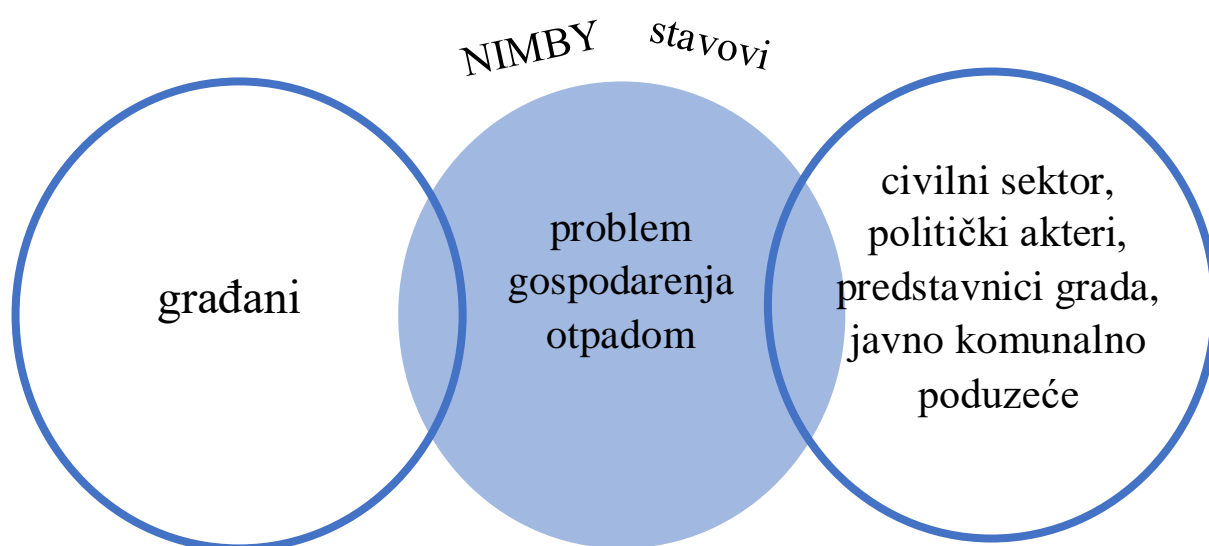 NIMBY stavovi
građani
problem
gospodarenja
otpadom
civilni sektor,
politički akteri,
predstavnici grada,
javno komunalno
poduzeće